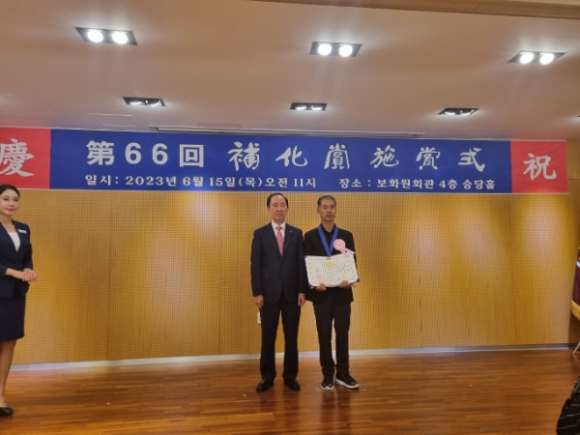 慶 第66回 補化賞施賞式 祝
일시 : 2023년 6월 15일(목)오전 11시 장소 : 보화원회관 4층 승당홀